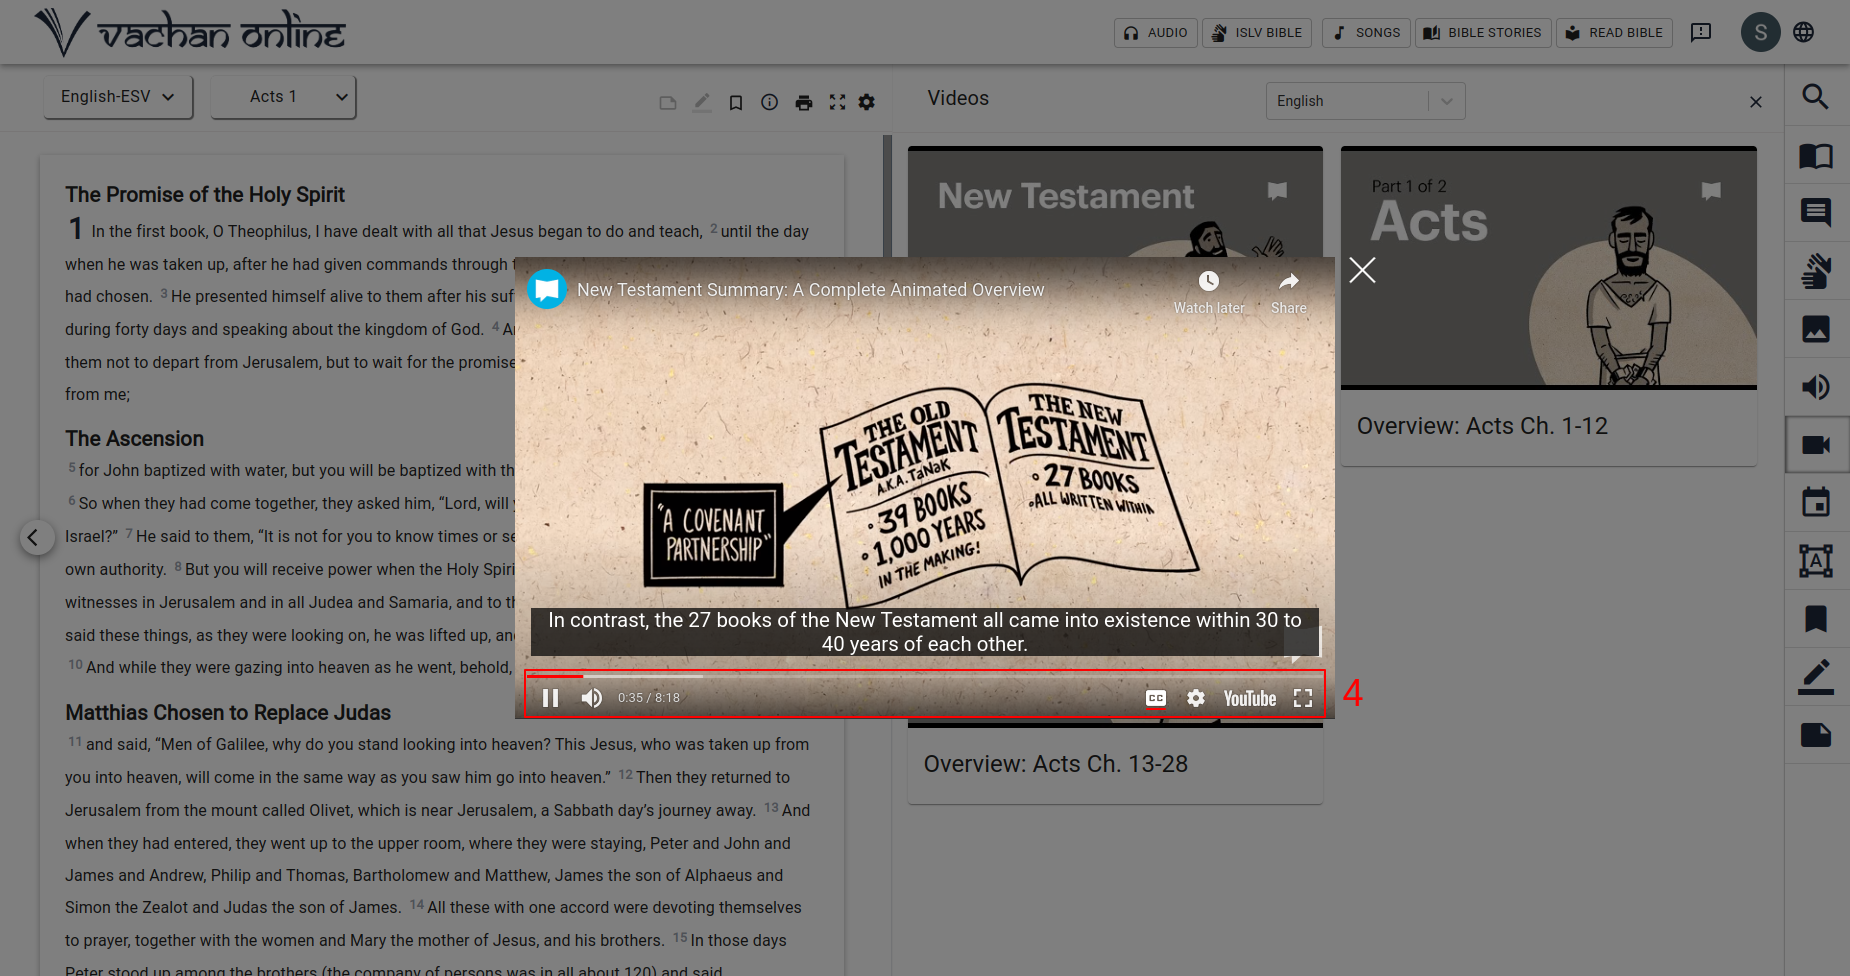 vachan online
AUDIO
ISLV BIBLE
SONGS
BIBLE STORIES
READ BIBLE
S
English-ESV
Acts 1
Videos
English
The Promise of the Holy Spirit
1 In the first book, O Theophilus, I have dealt with all that Jesus began to do and teach, 2 until the day
when he was taken up, after he had given commands through
had chosen. 3 He presented himself alive to them after his
during forty days and speaking about the kingdom of God. 4
them not to depart from Jerusalem, but to wait for the promise
from me;
The Ascension
5 for John baptized with water, but you will be baptized with
6 So when they had come together, they asked him, “Lord, will
Israel?” 7 He said to them, “It is not for you to know times or
own authority. 8 But you will receive power when the Holy
witnesses in Jerusalem and in all Judea and Samaria, and to
said these things, as they were looking on, he was lifted up,
10 And while they were gazing into heaven as he went, behold,
Matthias Chosen to Replace Judas
11 and said, “Men of Galilee, why do you stand looking into heaven? This Jesus, who was taken up from
you into heaven, will come in the same way as you saw him go into heaven.” 12 Then they returned to
Jerusalem from the mount called Olivet, which is near Jerusalem, a Sabbath day’s journey away. 13 And
when they had entered, they went up to the upper room, where they were staying, Peter and John and
James and Andrew, Philip and Thomas, Bartholomew and Matthew, James the son of Alphaeus and
Simon the Zealot and Judas the son of James. 14 All these with one accord were devoting themselves
to prayer, together with the women and Mary the mother of Jesus, and his brothers. 15 In those days
Peter stood up among the brothers (the company of persons was in all about 120) and said,
New Testament
Part 1 of 2
Acts
Overview: Acts Ch. 1-12
New Testament Summary: A Complete Animated Overview
Watch later
Share
THE OLD
TESTAMENT
A.K.A. TaNaK
• 39 BOOKS
• 1,000 YEARS
IN THE MAKING!
THE NEW
TESTAMENT
• 27 BOOKS
• ALL WRITTEN WITHIN
"A COVENANT
PARTNERSHIP"
In contrast, the 27 books of the New Testament all came into existence within 30 to
40 years of each other.
0:35 / 8:18
CC
YouTube
4
Overview: Acts Ch. 13-28
A